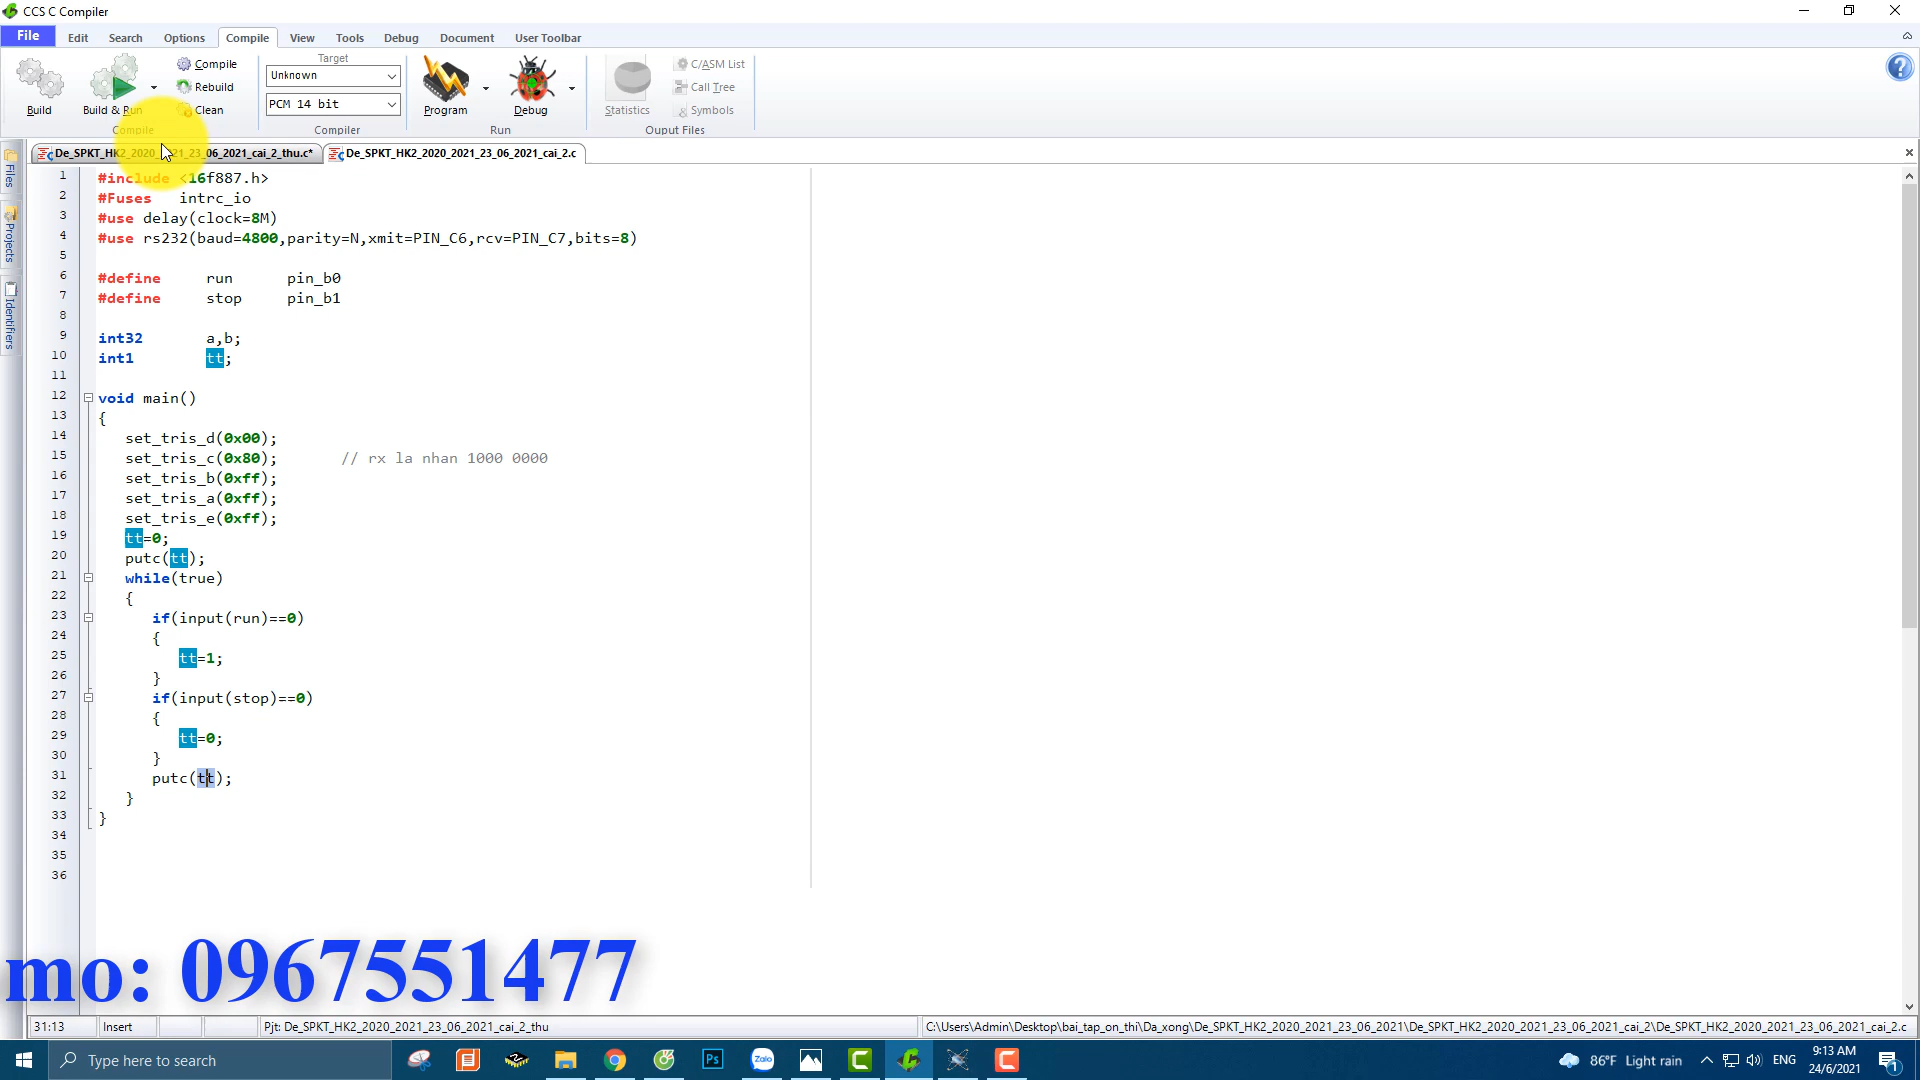 CCS C Compiler
File Edit Search Options Compile View Tools Debug Document User Toolbar
Build
Build & Run
Compile
Rebuild
Clean
Compile
Target
Unknown
PCM 14 bit
Compiler
Program
Debug
Run
Statistics
C/ASM List
Call Tree
Symbols
Ouput Files
De_SPKT_HK2_2020_2021_23_06_2021_cai_2_thu.c*
De_SPKT_HK2_2020_2021_23_06_2021_cai_2.c
Files
Projects
Identifiers
1 #include <16f887.h>
2 #Fuses intrc_io
3 #use delay(clock=8M)
4 #use rs232(baud=4800,parity=N,xmit=PIN_C6,rcv=PIN_C7,bits=8)
5
6 #define run pin_b0
7 #define stop pin_b1
8
9 int32 a,b;
10 int1 tt;
11
12 void main()
13 {
14 set_tris_d(0x00);
15 set_tris_c(0x80); // rx la nhan 1000 0000
16 set_tris_b(0xff);
17 set_tris_a(0xff);
18 set_tris_e(0xff);
19 tt=0;
20 putc(tt);
21 while(true)
22 {
23 if(input(run)==0)
24 {
25 tt=1;
26 }
27 if(input(stop)==0)
28 {
29 tt=0;
30 }
31 putc(tt);
32 }
33 }
34
35
36
mo: 0967551477
31:13 Insert Pjt: De_SPKT_HK2_2020_2021_23_06_2021_cai_2_thu C:\Users\Admin\Desktop\bai_tap_on_thi\Da_xong\De_SPKT_HK2_2020_2021_23_06_2021\De_SPKT_HK2_2020_2021_23_06_2021_cai_2\De_SPKT_HK2_2020_2021_23_06_2021_cai_2.c
Type here to search
Ps
Zalo
86°F Light rain
ENG
9:13 AM
24/6/2021
1